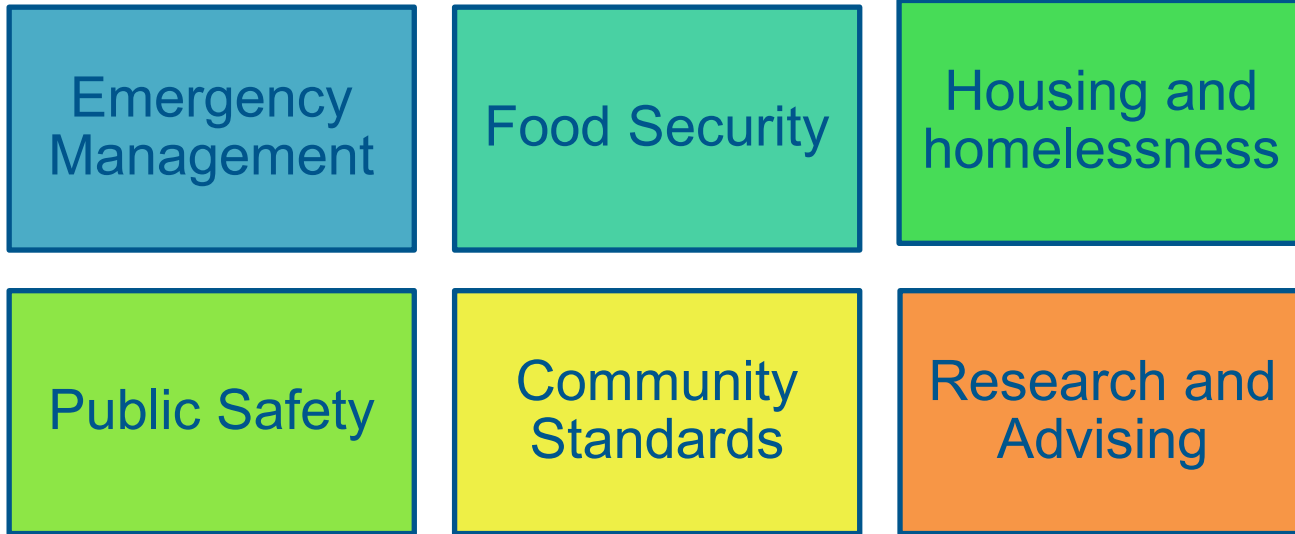 Emergency
Management
Food Security
Housing and
homelessness
Public Safety
Community
Standards
Research and
Advising